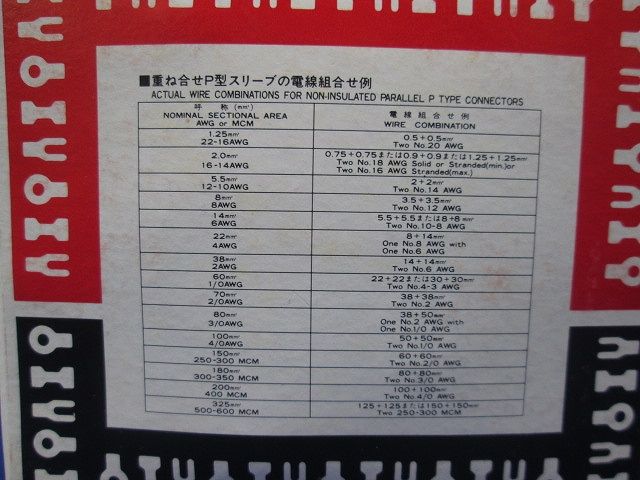 ■重ね合せP型スリーブの電線組合せ例
ACTUAL WIRE COMBINATIONS FOR NON-INSULATED PARALLEL P TYPE CONNECTORS
呼 称 (m㎡)
NOMINAL SECTIONAL AREA
AWG or MCM
電 線 組 合 せ 例
WIRE COMBINATION
1.25m㎡
22-16AWG
0.5+0.5m㎡
Two No.20 AWG
2.0m㎡
16-14AWG
0.75+0.75または0.9+0.9または1.25+1.25m㎡
Two No.18 AWG Solid or Stranded(min.)or
Two No.16 AWG Stranded(max.)
5.5m㎡
12-10AWG
2+2m㎡
Two No.14 AWG
8m㎡
8AWG
3.5+3.5m㎡
Two No.12 AWG
14m㎡
6AWG
5.5+5.5または8+8m㎡
Two No.10-8 AWG
22m㎡
4AWG
8+14m㎡
One No.8 AWG with
One No.6 AWG
38m㎡
2AWG
14+14m㎡
Two No.6 AWG
60m㎡
1/0AWG
22+22または30+30m㎡
Two No.4-3 AWG
70m㎡
2/0AWG
38+38m㎡
Two No.2 AWG
80m㎡
3/0AWG
38+50m㎡
One No.2 AWG with
One No.1/0 AWG
100m㎡
4/0AWG
50+50m㎡
Two No.1/0 AWG
150m㎡
250-300 MCM
60+60m㎡
Two No.2/0 AWG
180m㎡
300-350 MCM
80+80m㎡
Two No.3/0 AWG
200m㎡
400 MCM
100+100m㎡
Two No.4/0 AWG
325m㎡
500-600 MCM
125+125または150+150m㎡
Two 250-300 MCM